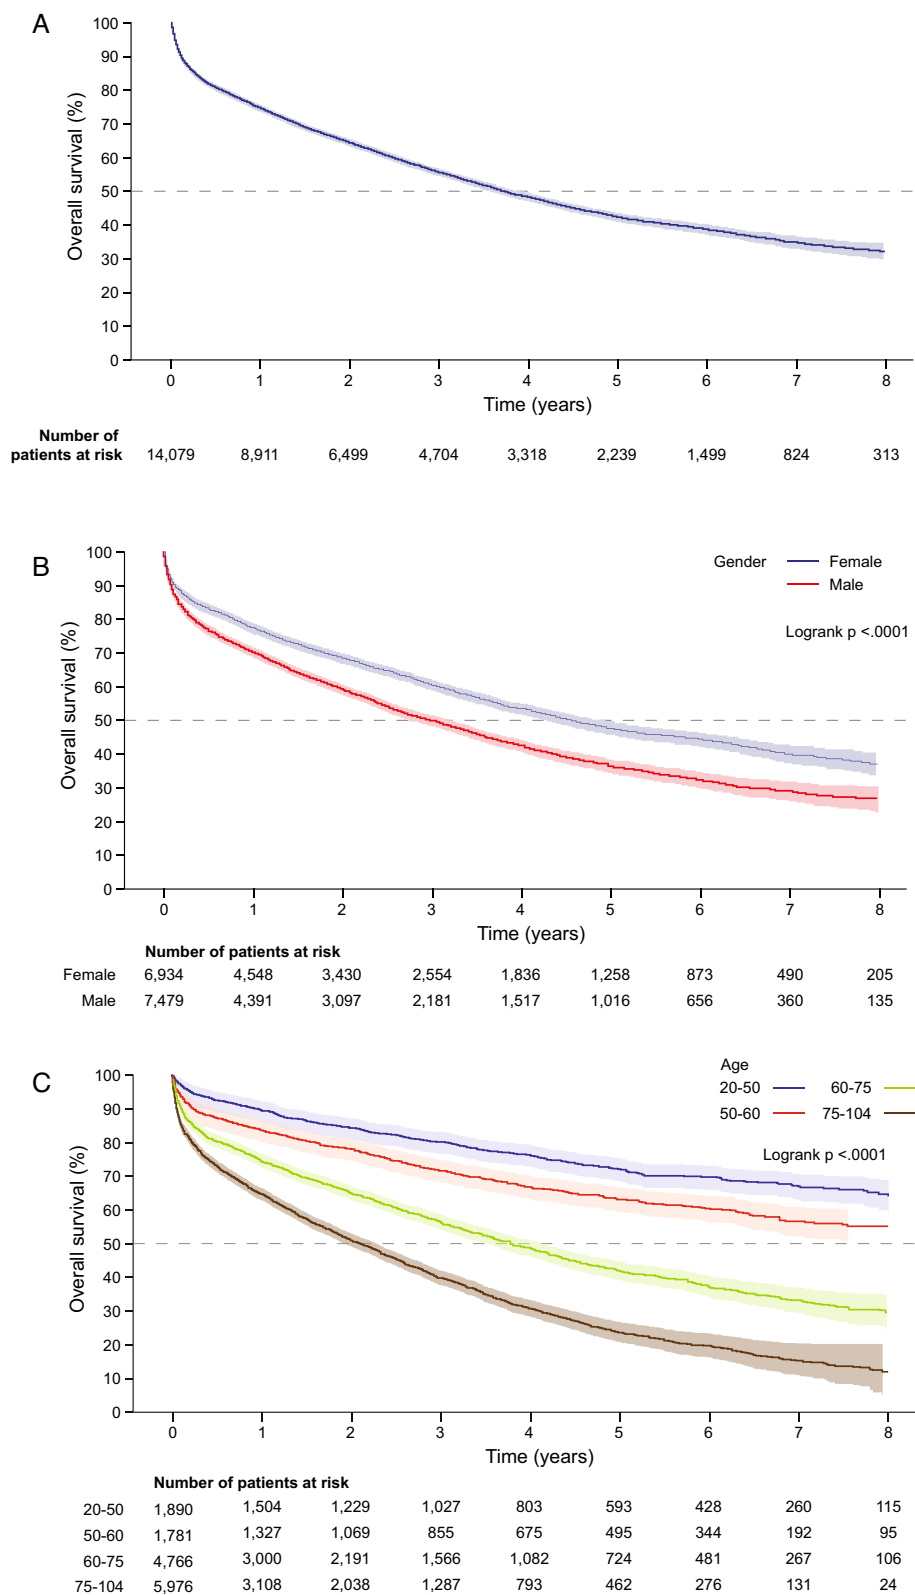 A
Overall survival (%)
100
90
80
70
60
50
40
30
20
10
0
0 1 2 3 4 5 6 7 8
Time (years)
Number of
patients at risk 14,079 8,911 6,499 4,704 3,318 2,239 1,499 824 313
B
Gender Female
Male
Logrank p <.0001
Overall survival (%)
100
90
80
70
60
50
40
30
20
10
0
0 1 2 3 4 5 6 7 8
Time (years)
Number of patients at risk
Female 6,934 4,548 3,430 2,554 1,836 1,258 873 490 205
Male 7,479 4,391 3,097 2,181 1,517 1,016 656 360 135
C
Age
20-50 60-75
50-60 75-104
Logrank p <.0001
Overall survival (%)
100
90
80
70
60
50
40
30
20
10
0
0 1 2 3 4 5 6 7 8
Time (years)
Number of patients at risk
20-50 1,890 1,504 1,229 1,027 803 593 428 260 115
50-60 1,781 1,327 1,069 855 675 495 344 192 95
60-75 4,766 3,000 2,191 1,566 1,082 724 481 267 106
75-104 5,976 3,108 2,038 1,287 793 462 276 131 24